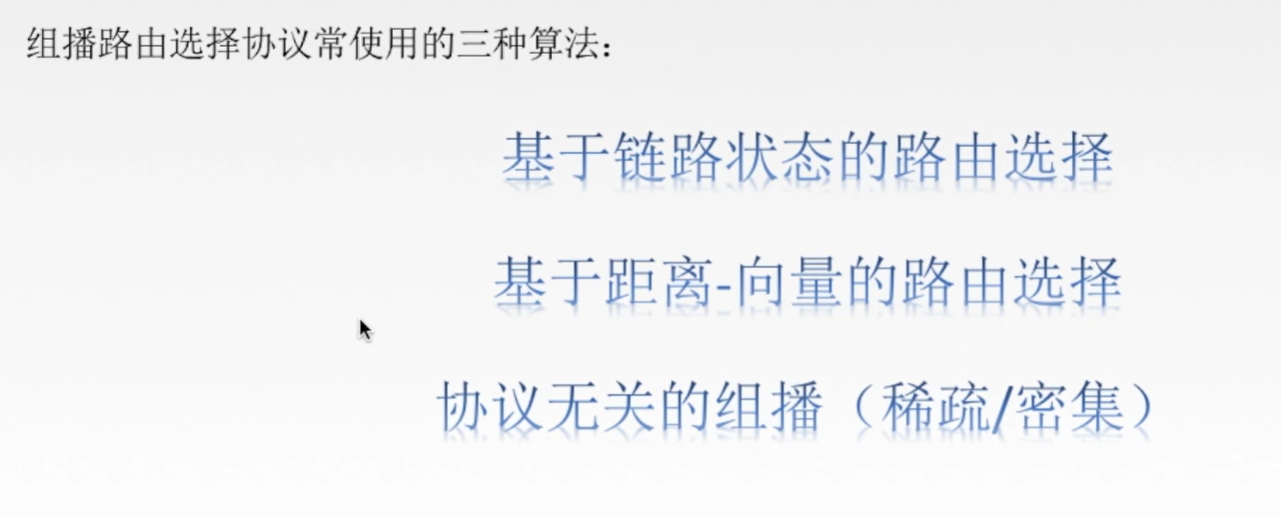 组播路由选择协议常使用的三种算法：
基于链路状态的路由选择
基于距离-向量的路由选择
协议无关的组播（稀疏/密集）